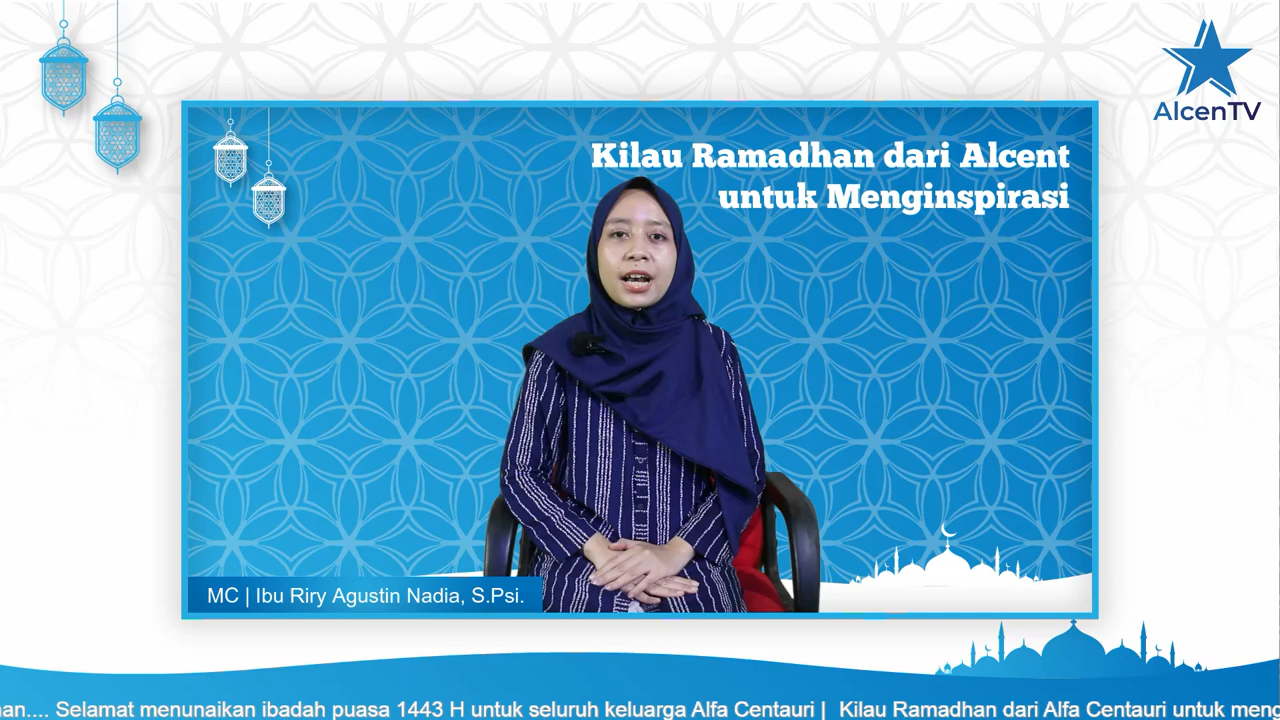 AlcenTV
Kilau Ramadhan dari Alcent
untuk Menginspirasi
MC | Ibu Riry Agustin Nadia, S.Psi.
Selamat menunaikan ibadah puasa 1443 H untuk seluruh keluarga Alfa Centauri | Kilau Ramadhan dari Alfa Centauri untuk